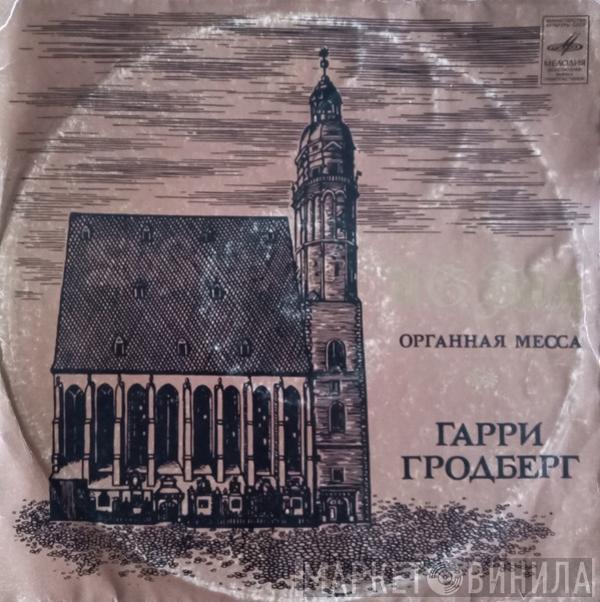 МЕЛОДИЯ
ОРГАННАЯ МЕССА
ГАРРИ
ГРОДБЕРГ
МАРКЕТ ВИНИЛА